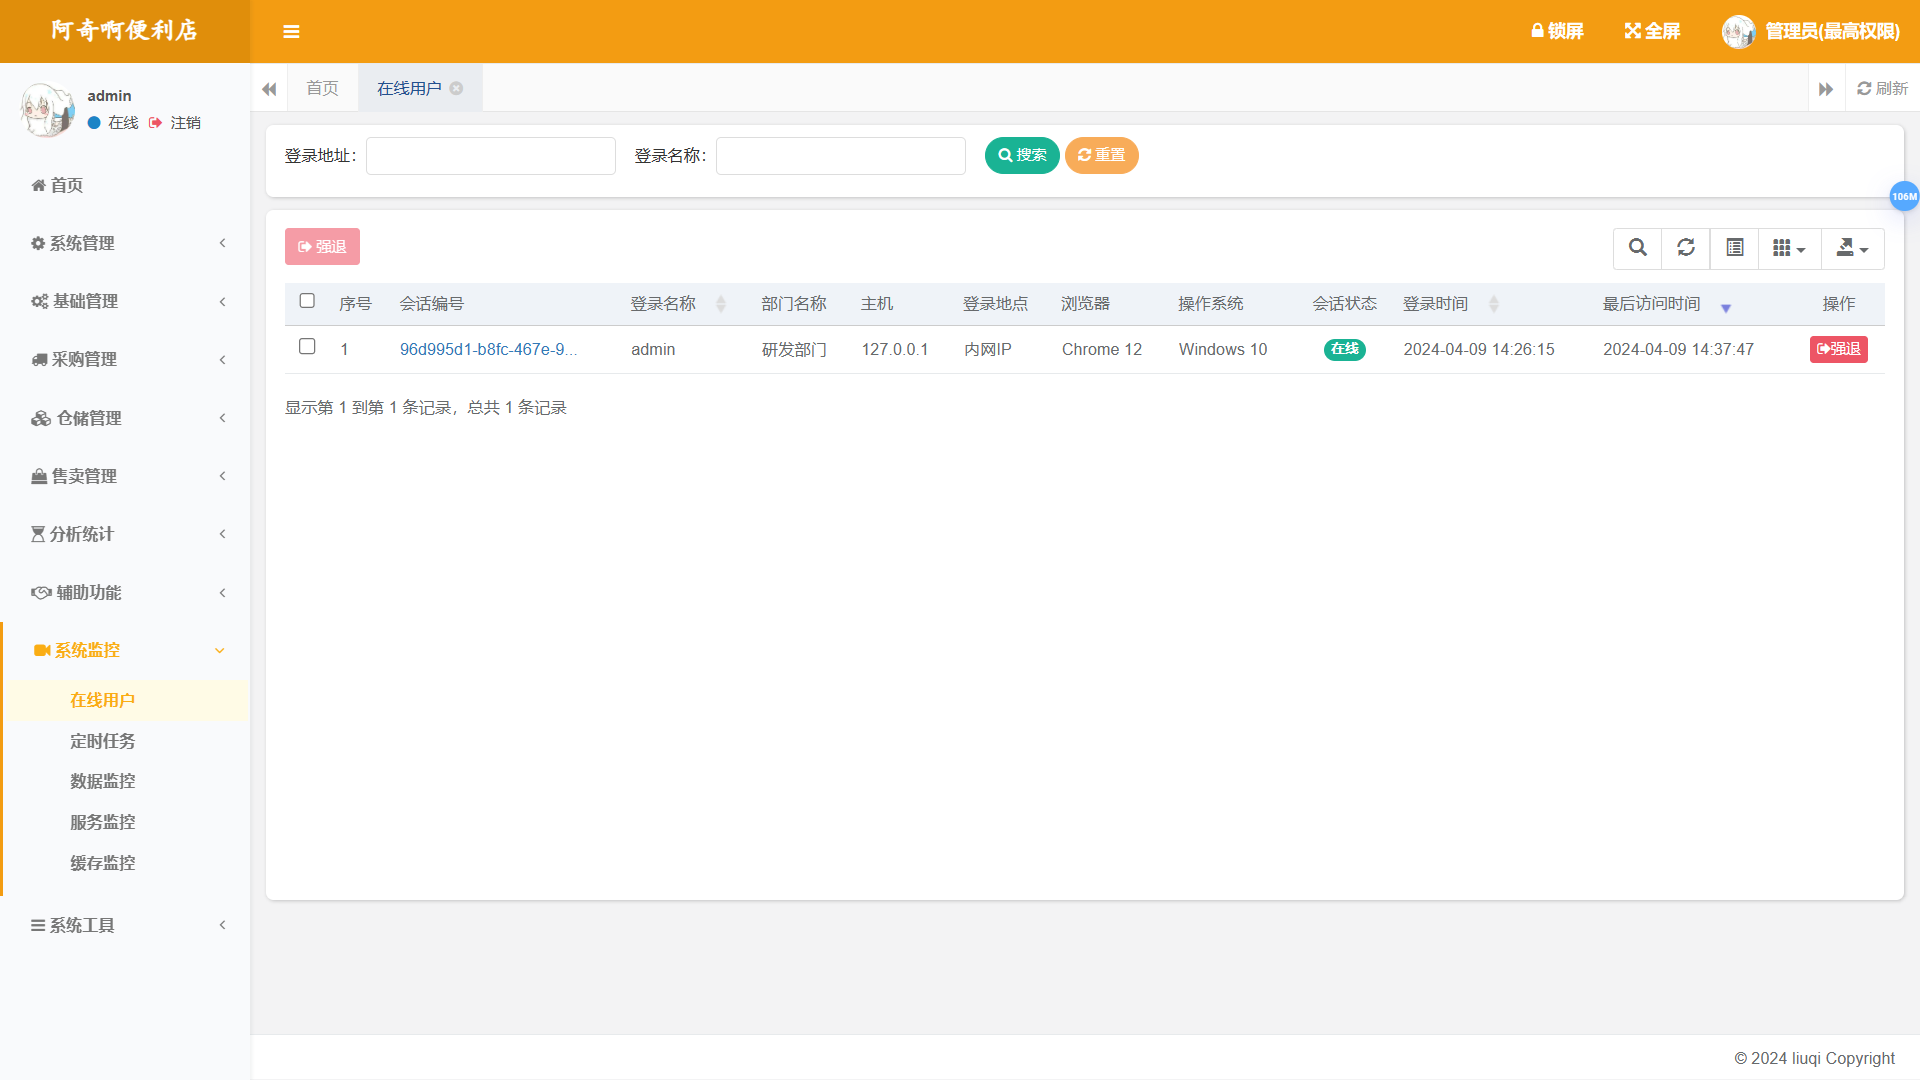 阿奇啊便利店
锁屏 全屏 管理员(最高权限)
admin
在线 注销
首页 在线用户 刷新
登录地址： 登录名称： 搜索 重置
106M
首页
系统管理
基础管理
采购管理
仓储管理
售卖管理
分析统计
辅助功能
系统监控
在线用户
定时任务
数据监控
服务监控
缓存监控
系统工具
强退
序号 会话编号 登录名称 部门名称 主机 登录地点 浏览器 操作系统 会话状态 登录时间 最后访问时间 操作
1 96d995d1-b8fc-467e-9... admin 研发部门 127.0.0.1 内网IP Chrome 12 Windows 10 在线 2024-04-09 14:26:15 2024-04-09 14:37:47 强退
显示第 1 到第 1 条记录，总共 1 条记录
© 2024 liuqi Copyright